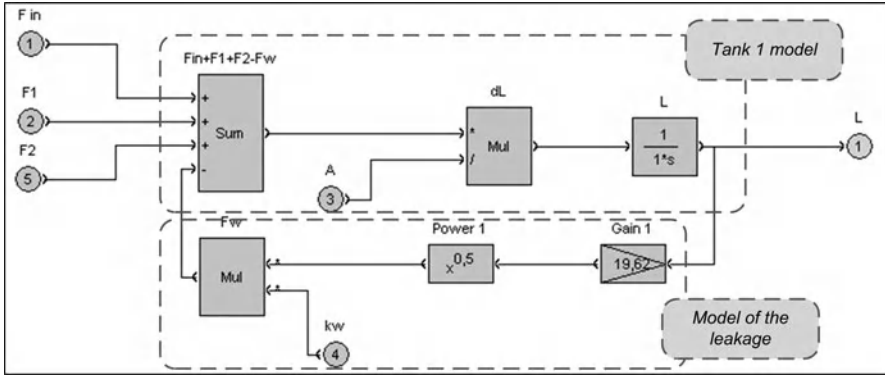 F in
1
Tank 1 model
Fin+F1+F2-Fw
F1
dL
L
L
2
+
+
+
-
Sum
*
/
Mul
1
1*s
1
F2
5
A
3
Fw
Power 1
Gain 1
Mul
*
*
x^0,5
19,62
kw
4
Model of the
leakage